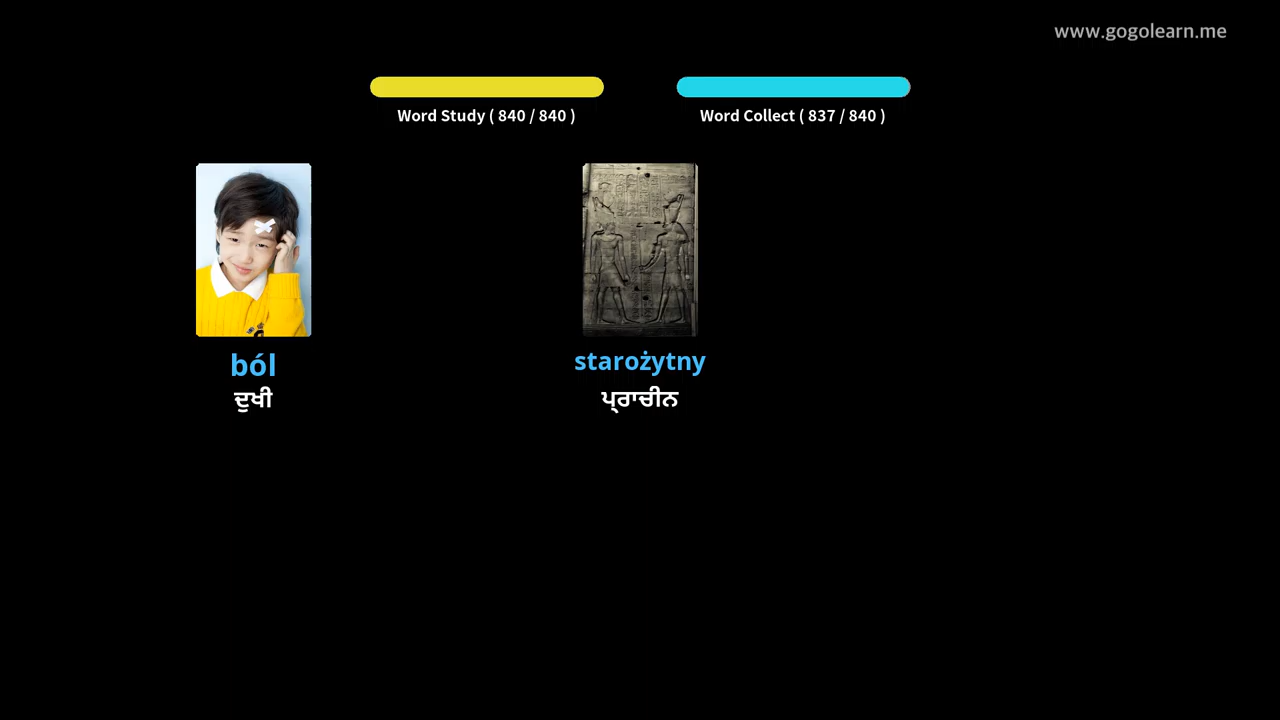 www.gogolearn.me
Word Study ( 840 / 840 )
Word Collect ( 837 / 840 )
ból
starożytny
ਦੁਖੀ
ਪ੍ਰਾਚੀਨ